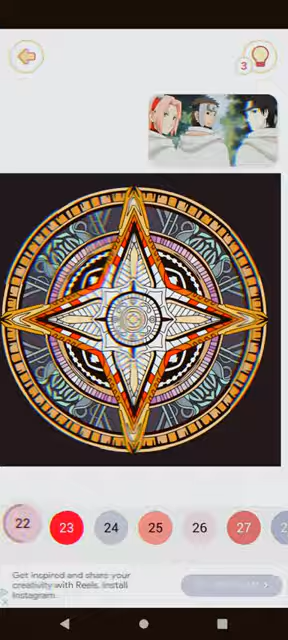 3
22
23
24
25
26
27
Get inspired and share your
creativity with Reels. Install
Instagram.